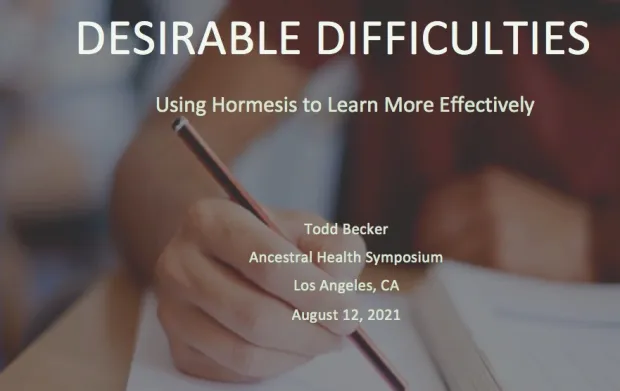 DESIRABLE DIFFICULTIES
Using Hormesis to Learn More Effectively
Todd Becker
Ancestral Health Symposium
Los Angeles, CA
August 12, 2021